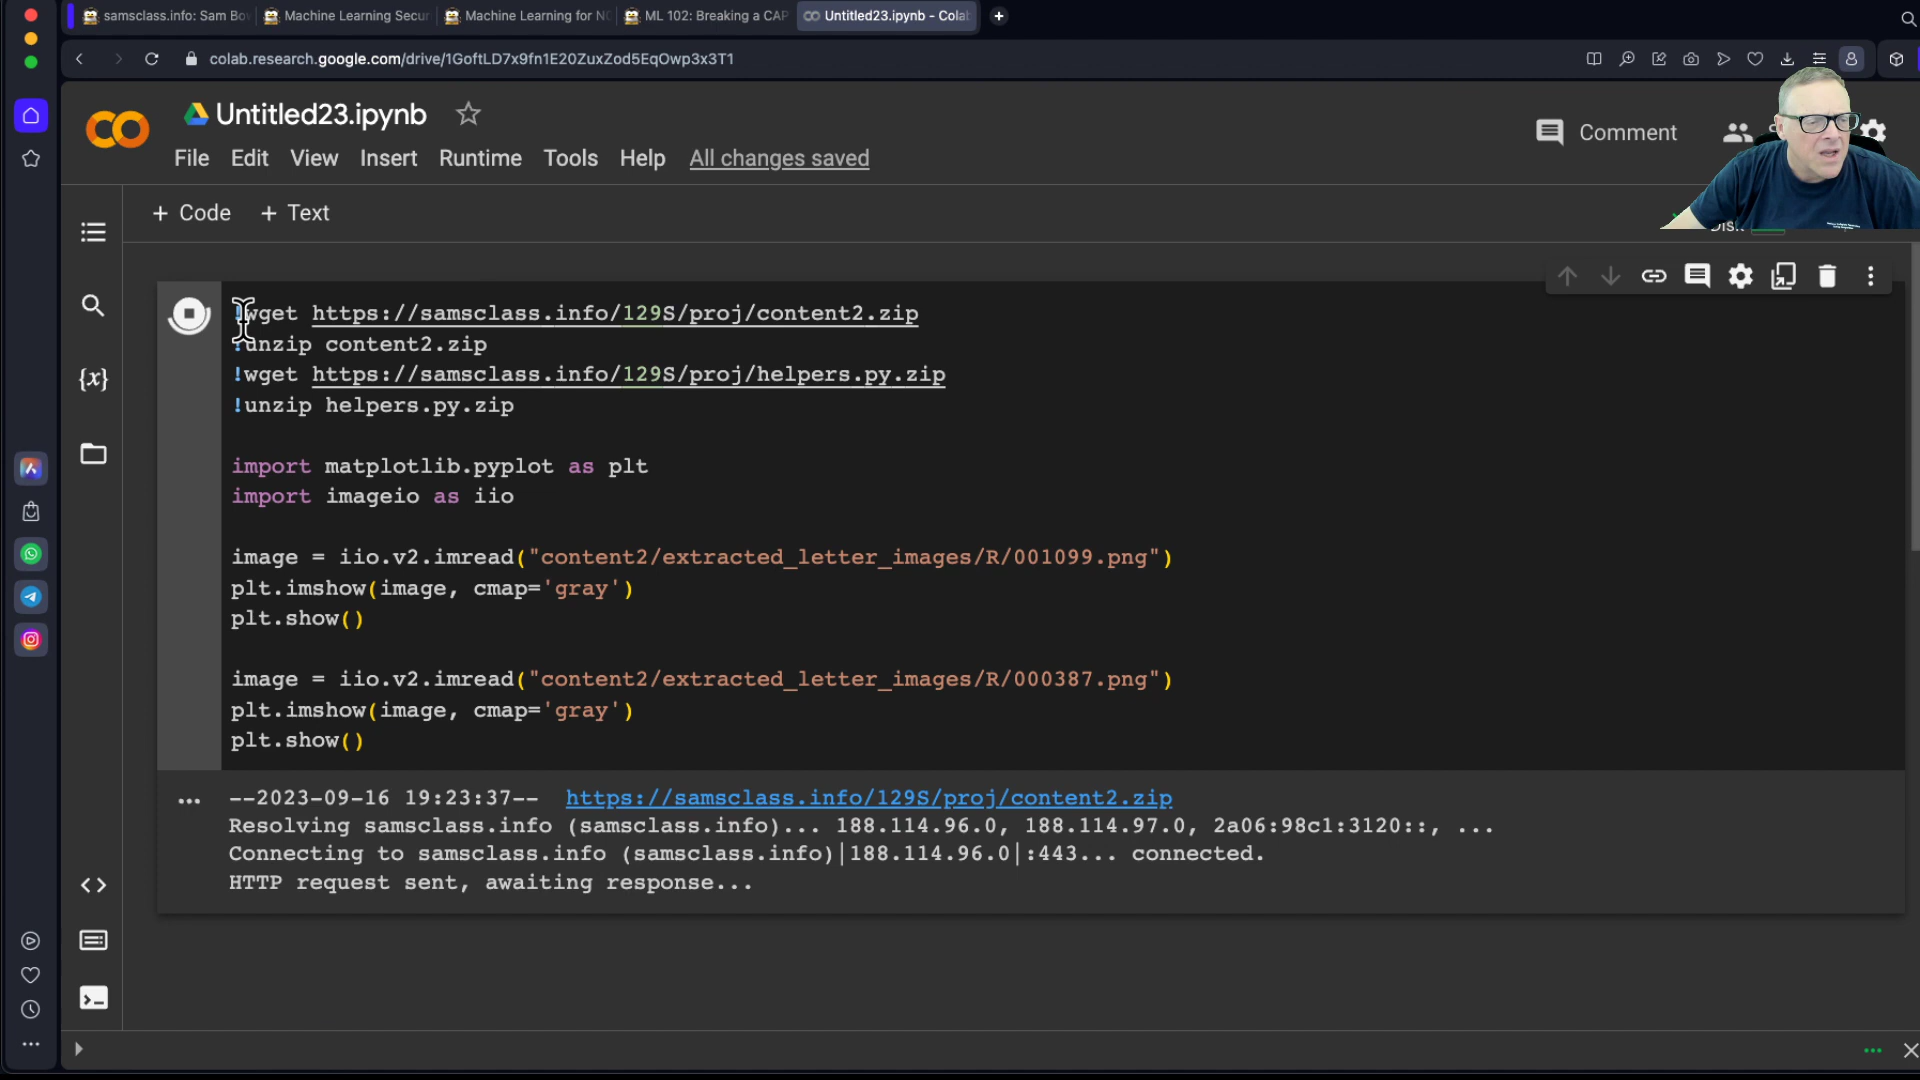 samsclass.info: Sam Bow
Machine Learning Secur
Machine Learning for NO
ML 102: Breaking a CAP
Untitled23.ipynb - Colab
colab.research.google.com/drive/1GoftLD7x9fn1E20ZuxZod5EqOwp3x3T1
Untitled23.ipynb
Comment
File Edit View Insert Runtime Tools Help All changes saved
+ Code + Text
Disk
!wget https://samsclass.info/129S/proj/content2.zip
!unzip content2.zip
!wget https://samsclass.info/129S/proj/helpers.py.zip
!unzip helpers.py.zip
import matplotlib.pyplot as plt
import imageio as iio
image = iio.v2.imread("content2/extracted_letter_images/R/001099.png")
plt.imshow(image, cmap='gray')
plt.show()
image = iio.v2.imread("content2/extracted_letter_images/R/000387.png")
plt.imshow(image, cmap='gray')
plt.show()
--2023-09-16 19:23:37-- https://samsclass.info/129S/proj/content2.zip
Resolving samsclass.info (samsclass.info)... 188.114.96.0, 188.114.97.0, 2a06:98c1:3120::, ...
Connecting to samsclass.info (samsclass.info)|188.114.96.0|:443... connected.
HTTP request sent, awaiting response...